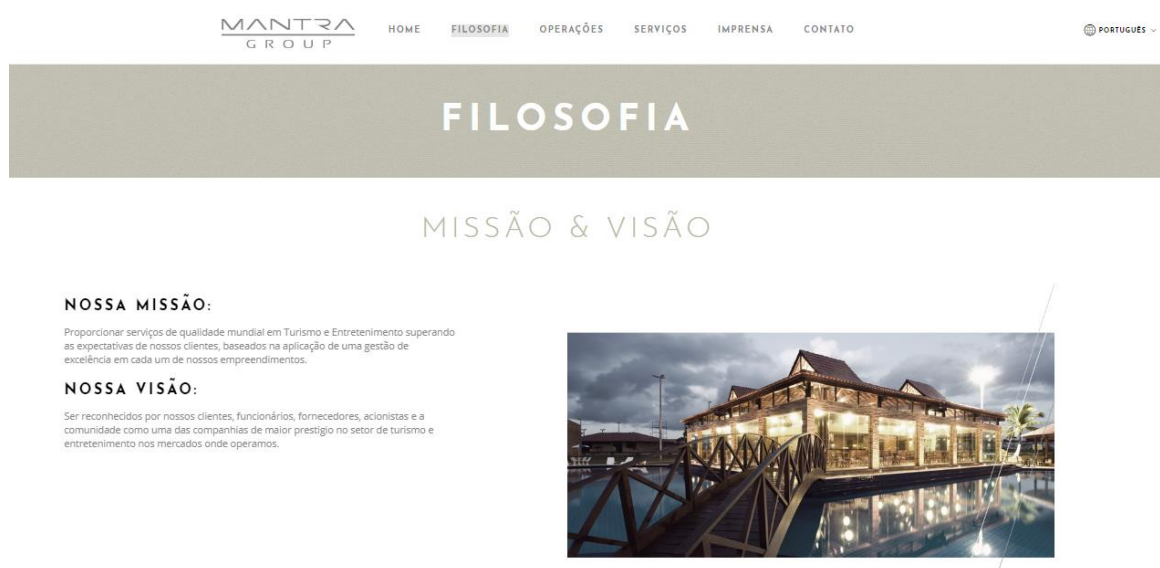 MANTRA
GROUP
HOME FILOSOFIA OPERAÇÕES SERVIÇOS IMPRENSA CONTATO
PORTUGUÊS
FILOSOFIA
MISSÃO & VISÃO
NOSSA MISSÃO:
Proporcionar serviços de qualidade mundial em Turismo e Entretenimento superando
as expectativas de nossos clientes, baseados na aplicação de uma gestão de
excelência em cada um de nossos empreendimentos.
NOSSA VISÃO:
Ser reconhecidos por nossos clientes, funcionários, fornecedores, acionistas e a
comunidade como uma das companhias de maior prestigio no setor de turismo e
entretenimento nos mercados onde operamos.